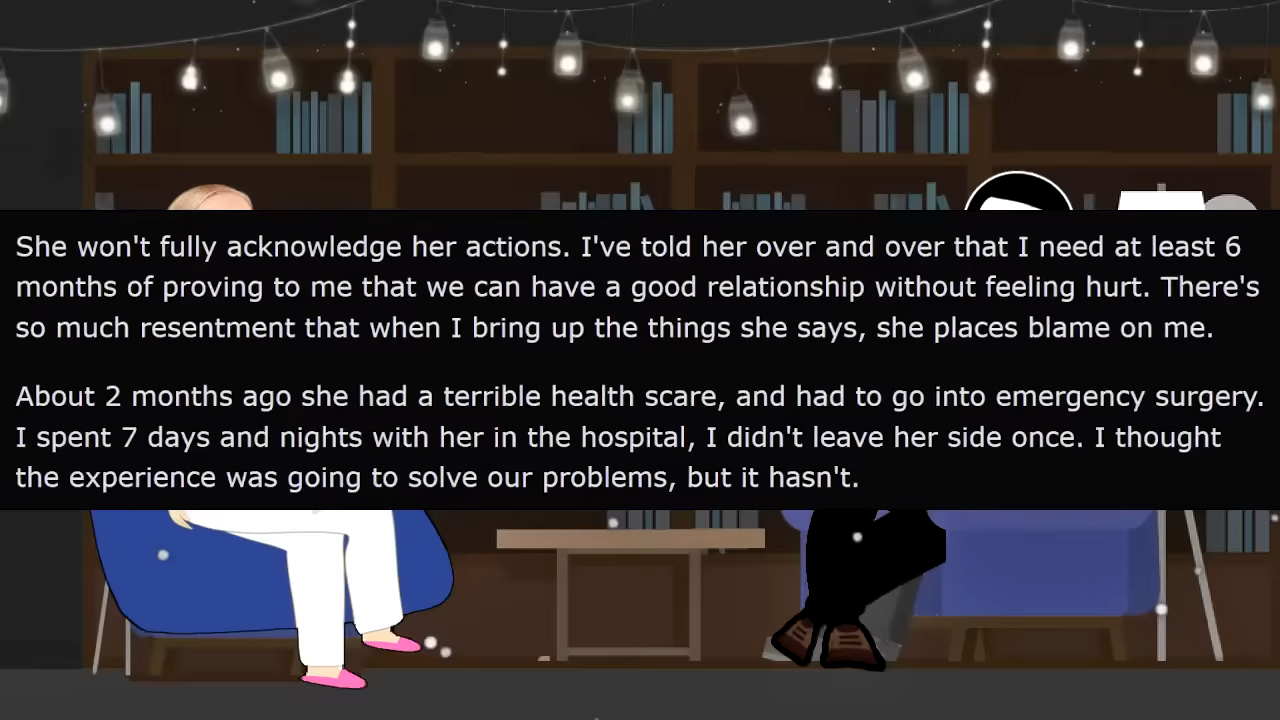 She won't fully acknowledge her actions. I've told her over and over that I need at least 6
months of proving to me that we can have a good relationship without feeling hurt. There's
so much resentment that when I bring up the things she says, she places blame on me.
About 2 months ago she had a terrible health scare, and had to go into emergency surgery.
I spent 7 days and nights with her in the hospital, I didn't leave her side once. I thought
the experience was going to solve our problems, but it hasn't.